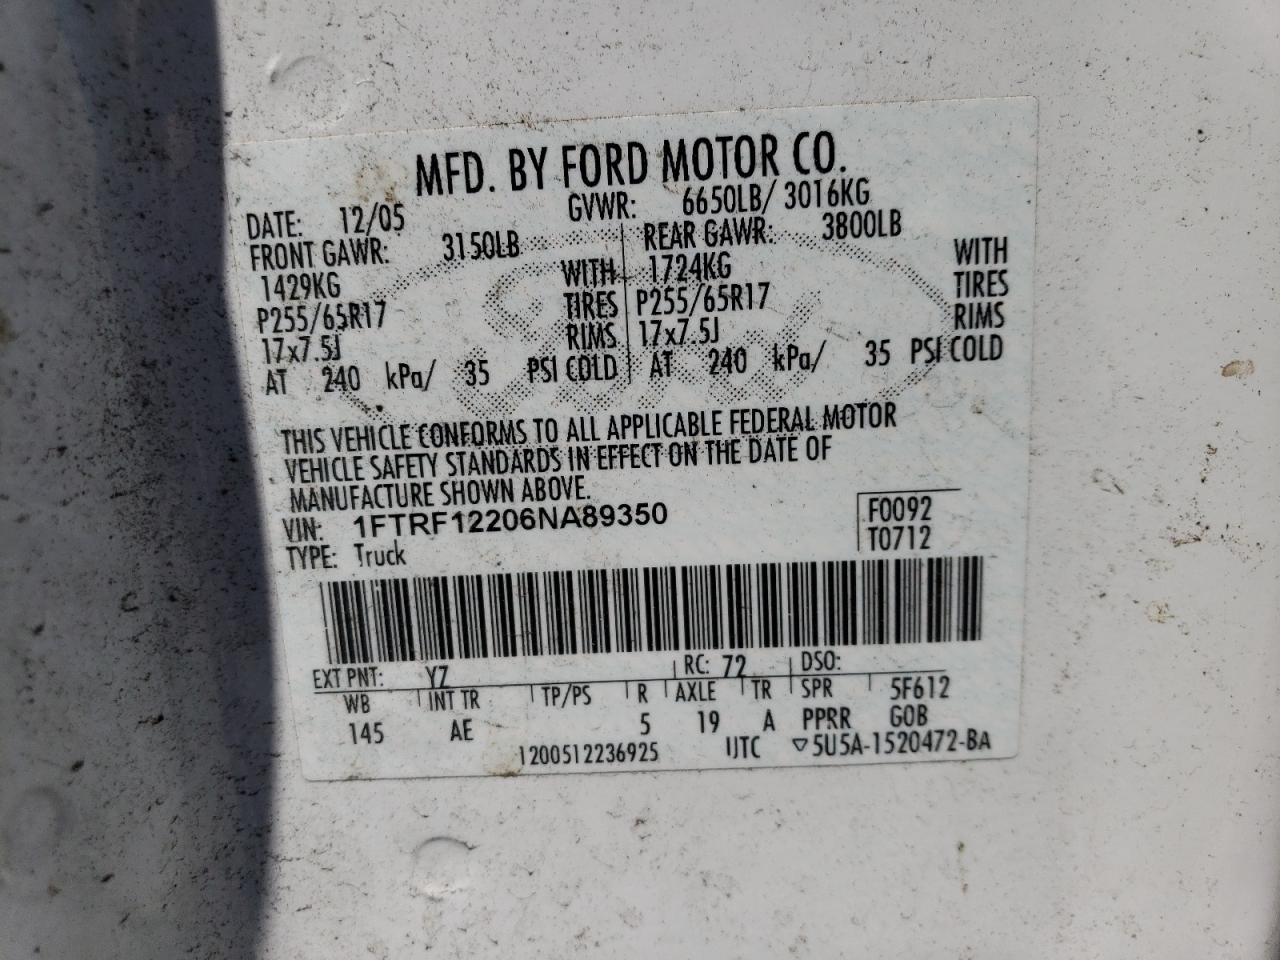 MFD. BY FORD MOTOR CO.
DATE: 12/05 GVWR: 6650LB/ 3016KG
FRONT GAWR: 3150LB REAR GAWR: 3800LB
1429KG WITH 1724KG WITH
P255/65R17 TIRES P255/65R17 TIRES
17x7.5J RIMS 17x7.5J RIMS
AT 240 kPa/ 35 PSI COLD AT 240 kPa/ 35 PSI COLD
THIS VEHICLE CONFORMS TO ALL APPLICABLE FEDERAL MOTOR
VEHICLE SAFETY STANDARDS IN EFFECT ON THE DATE OF
MANUFACTURE SHOWN ABOVE.
VIN: 1FTRF12206NA89350 F0092
TYPE: Truck T0712
EXT PNT: YZ RC: 72 DSO:
WB INT TR TP/PS R AXLE TR SPR 5F612
145 AE 5 19 A PPRR GOB
1200512236925 UTC ▽5U5A-1520472-BA